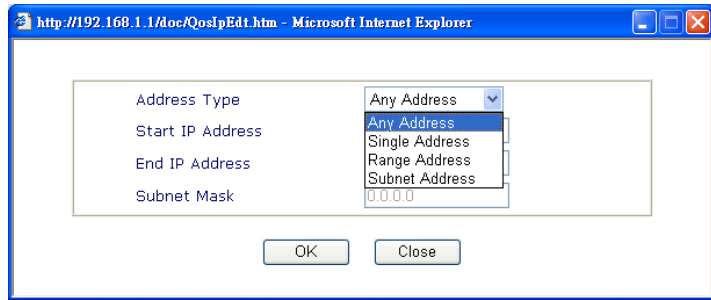 http://192.168.1.1/doc/QosIpEdt.htm - Microsoft Internet Explorer
Address Type Any Address
Any Address
Start IP Address
Single Address
End IP Address Range Address
Subnet Address
Subnet Mask 0.0.0.0
OK Close